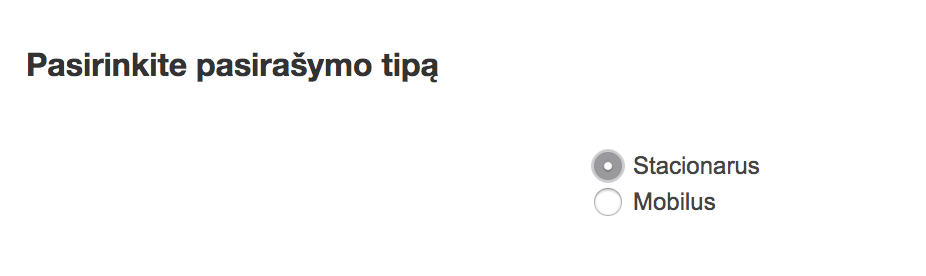 Pasirinkite pasirašymo tipą
Stacionarus
Mobilus